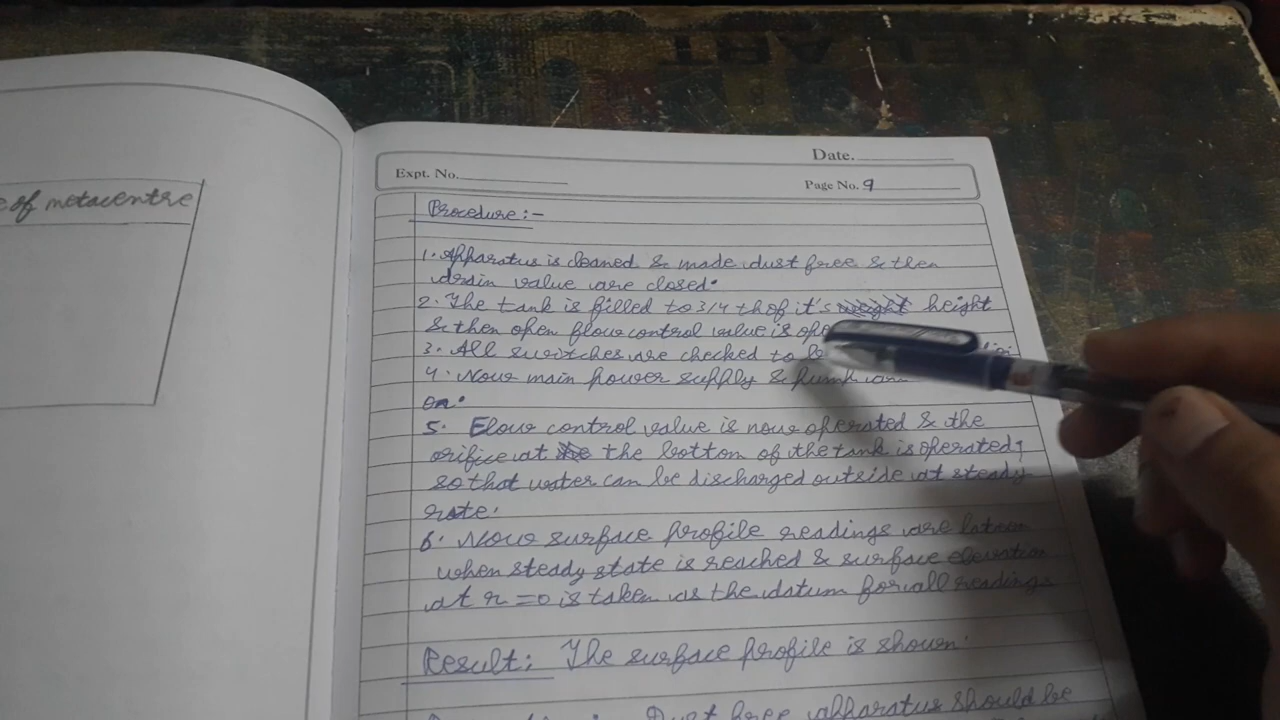 e of metacentre
Date.
Expt. No.
Page No. 9
Procedure:-
1. Apparatus is cleaned & made dust free & then
drain value are closed.
2. The tank is filled to 3/4 th of it's height
& then open flow control value is ope
3. All switches are checked to
4. Now main power supply & pump
on.
5. Flow control value is now operated & the
orifice at the bottom of the tank is operated,
so that water can be discharged outside at steady
rate.
6. Now surface profile readings are
when steady state is reached & surface elevation
at r = 0 is taken as the datum for all readings
Result: The surface profile is shown.
Dust free apparatus should be